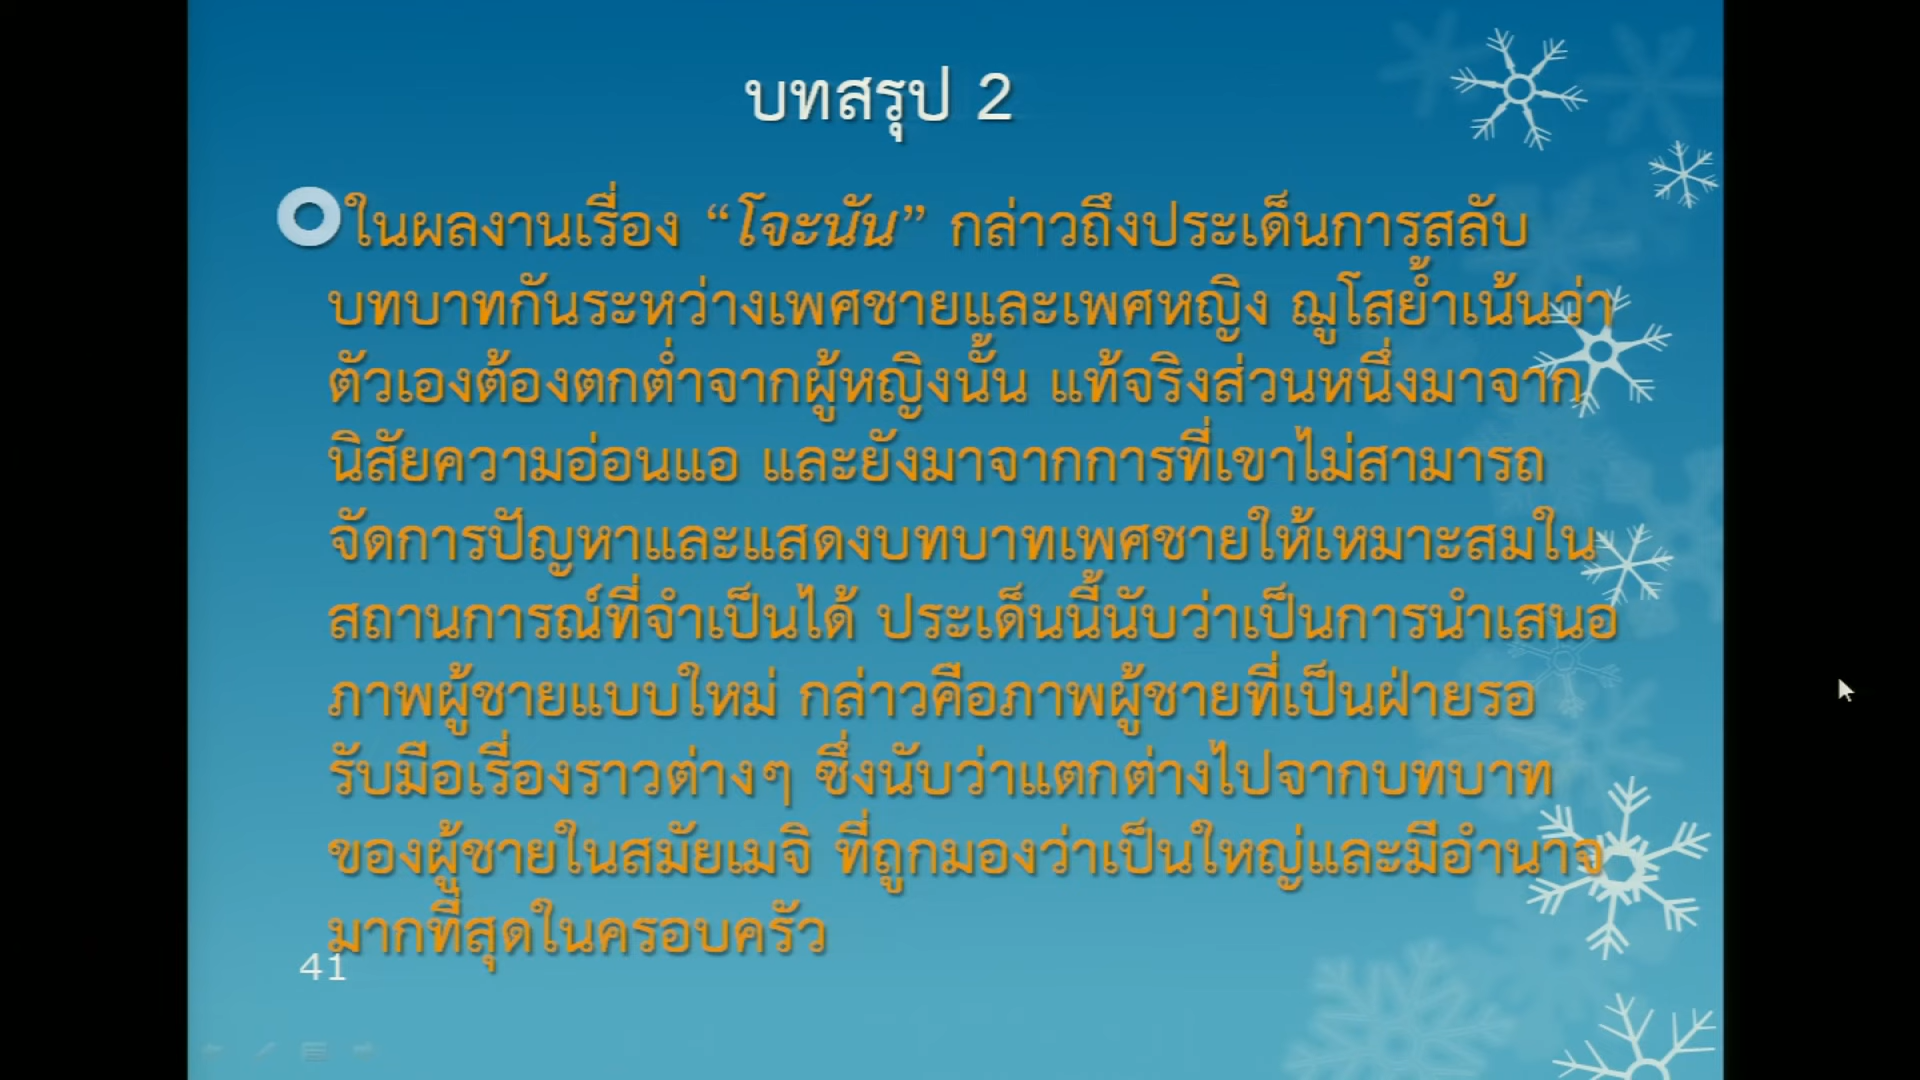 บทสรุป 2
ในผลงานเรื่อง “โจะนัน” กล่าวถึงประเด็นการสลับ
บทบาทกันระหว่างเพศชายและเพศหญิง ฌูโสย้ำเน้นว่า
ตัวเองต้องตกต่ำจากผู้หญิงนั้น แท้จริงส่วนหนึ่งมาจาก
นิสัยความอ่อนแอ และยังมาจากการที่เขาไม่สามารถ
จัดการปัญหาและแสดงบทบาทเพศชายให้เหมาะสมใน
สถานการณ์ที่จำเป็นได้ ประเด็นนี้นับว่าเป็นการนำเสนอ
ภาพผู้ชายแบบใหม่ กล่าวคือภาพผู้ชายที่เป็นฝ่ายรอ
รับมือเรื่องราวต่างๆ ซึ่งนับว่าแตกต่างไปจากบทบาท
ของผู้ชายในสมัยเมจิ ที่ถูกมองว่าเป็นใหญ่และมีอำนาจ
มากที่สุดในครอบครัว
41